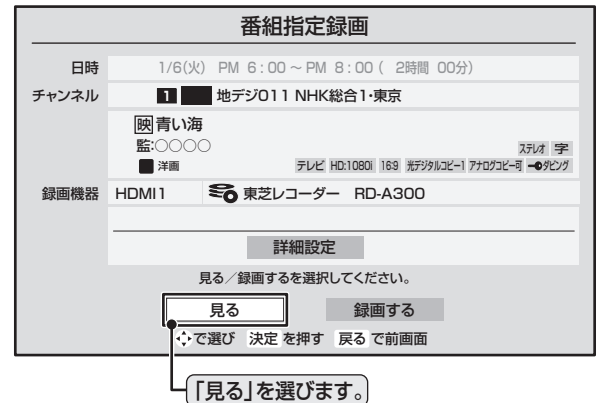 番組指定録画
日時 1/6(火) PM 6:00～PM 8:00 ( 2時間 00分)
チャンネル 1 地デジ011 NHK総合1・東京
映 青い海
監:○○○○
ステレオ 字
洋画 テレビ HD:1080i 16:9 光デジタルコピー1 アナログコピー可 ダビング
録画機器 HDMI1 東芝レコーダー RD-A300
詳細設定
見る／録画するを選択してください。
見る 録画する
で選び 決定 を押す 戻る で前画面
「見る」を選びます。